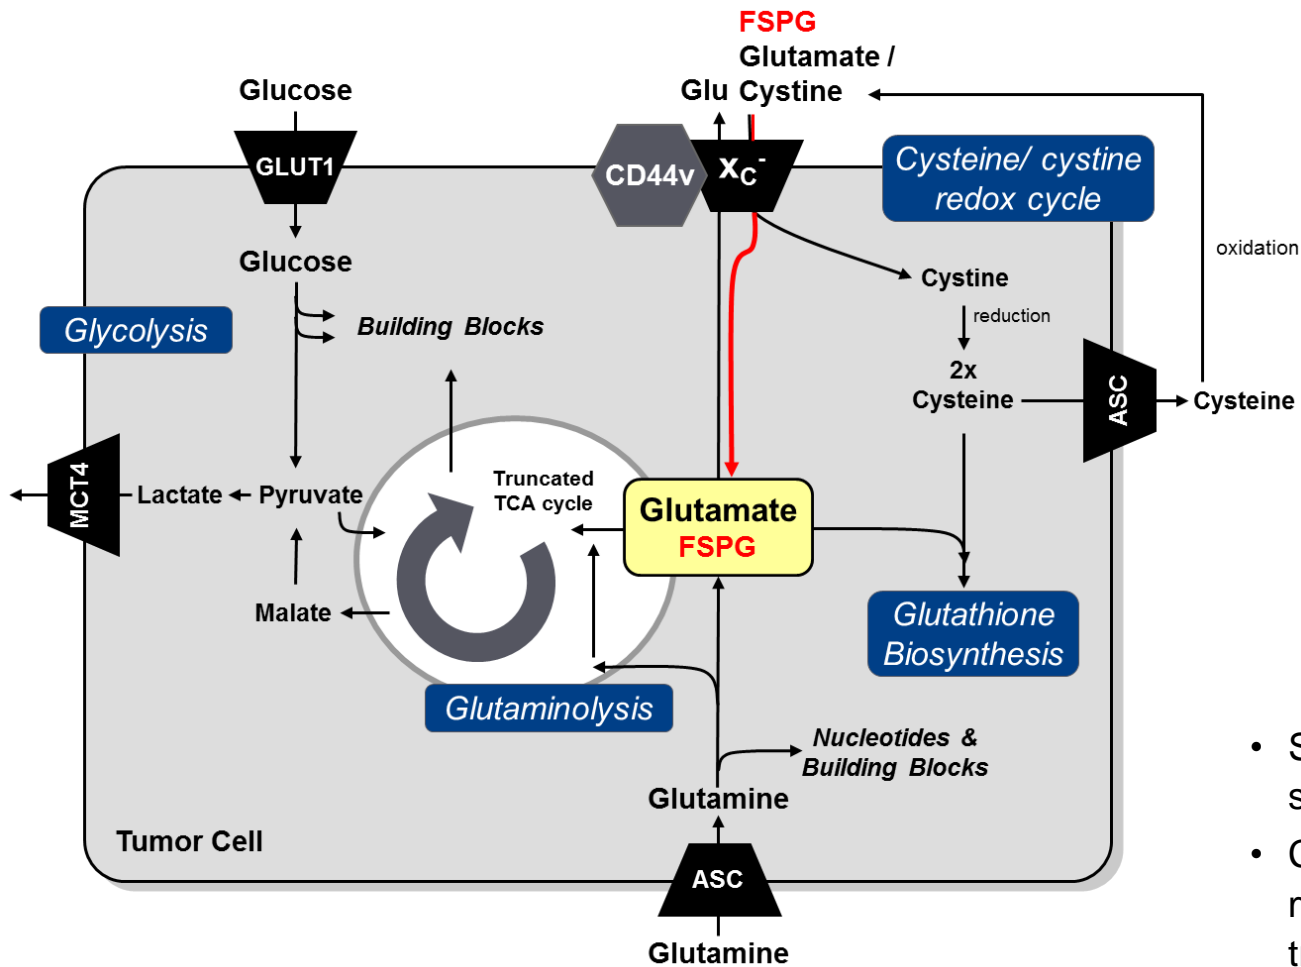 FSPG
Glutamate /
Glu Cystine
Glucose
GLUT1
CD44v
xC-
Cysteine/ cystine
redox cycle
oxidation
Glucose
Cystine
reduction
Glycolysis
Building Blocks
2x
Cysteine
ASC
Cysteine
MCT4
Lactate
Pyruvate
Truncated
TCA cycle
Glutamate
FSPG
Malate
Glutathione
Biosynthesis
Glutaminolysis
Nucleotides &
Building Blocks
Glutamine
Tumor Cell
ASC
Glutamine